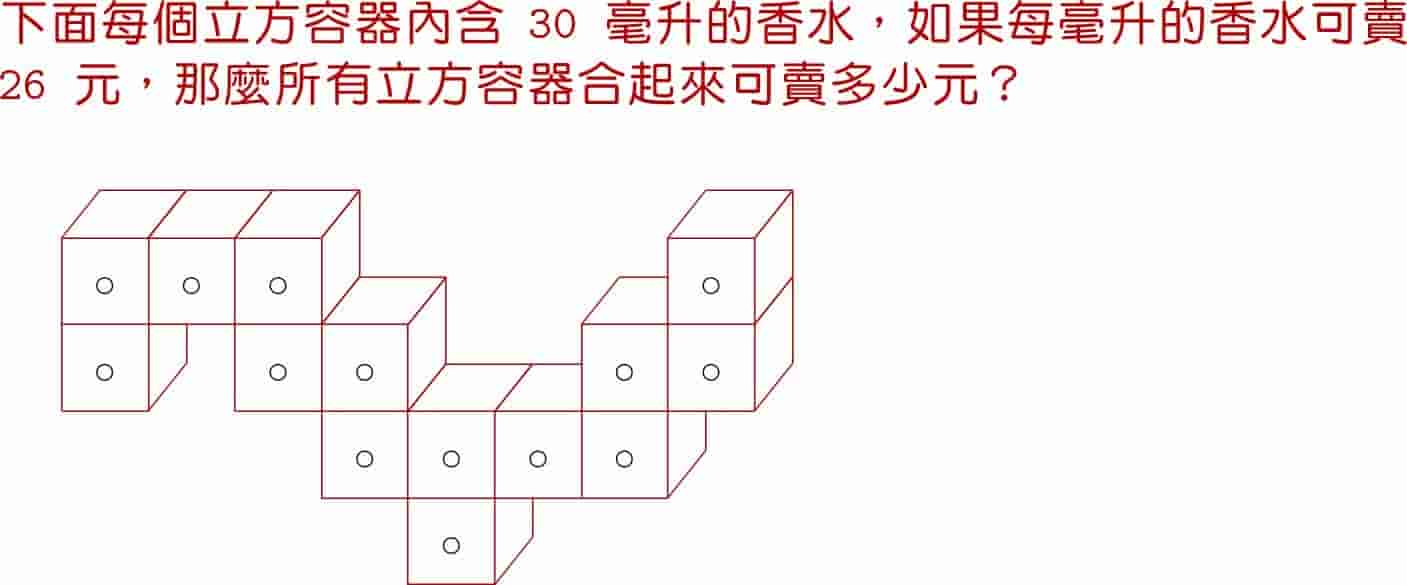 下面每個立方容器內含 30 毫升的香水，如果每毫升的香水可賣
26 元，那麼所有立方容器合起來可賣多少元？